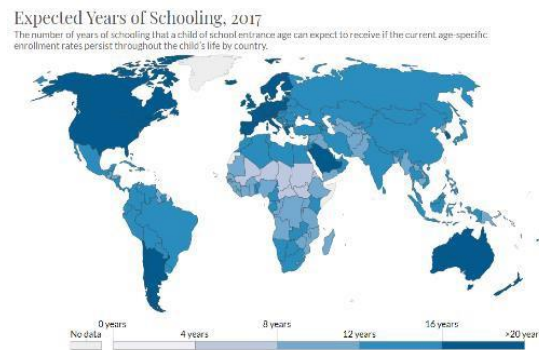 Expected Years of Schooling, 2017
The number of years of schooling that a child of school entrance age can expect to receive if the current age-specific
enrollment rates persist throughout the child's life by country.
0 years 8 years 16 years
No data 4 years 12 years >20 year